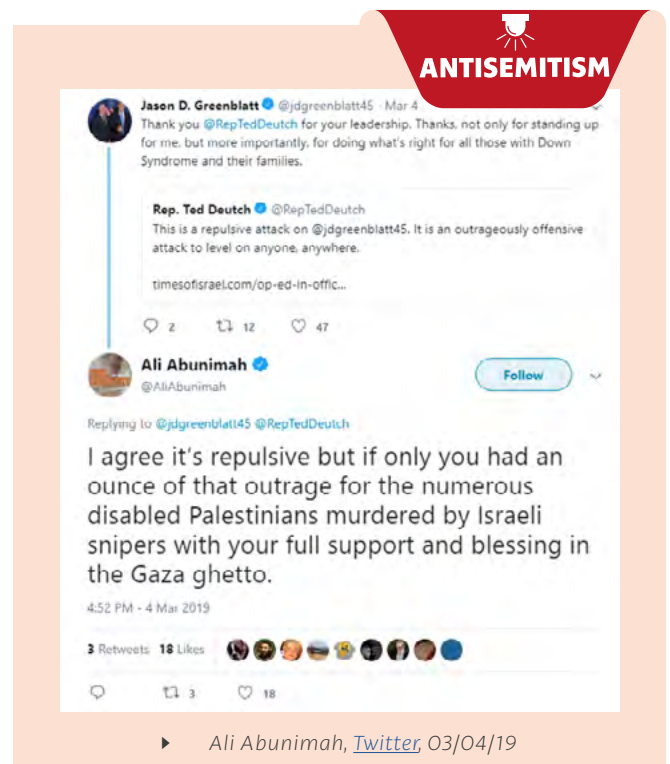 ANTISEMITISM
Jason D. Greenblatt @jdgreenblatt45 · Mar 4
Thank you @RepTedDeutch for your leadership. Thanks, not only for standing up
for me, but more importantly, for doing what's right for all those with Down
Syndrome and their families.
Rep. Ted Deutch @RepTedDeutch
This is a repulsive attack on @jdgreenblatt45. It is an outrageously offensive
attack to level on anyone, anywhere.
timesofisrael.com/op-ed-in-offic...
2 12 47
Ali Abunimah
@AliAbunimah
Follow
Replying to @jdgreenblatt45 @RepTedDeutch
I agree it's repulsive but if only you had an
ounce of that outrage for the numerous
disabled Palestinians murdered by Israeli
snipers with your full support and blessing in
the Gaza ghetto.
4:52 PM - 4 Mar 2019
3 Retweets 18 Likes
3 18
Ali Abunimah, Twitter, 03/04/19